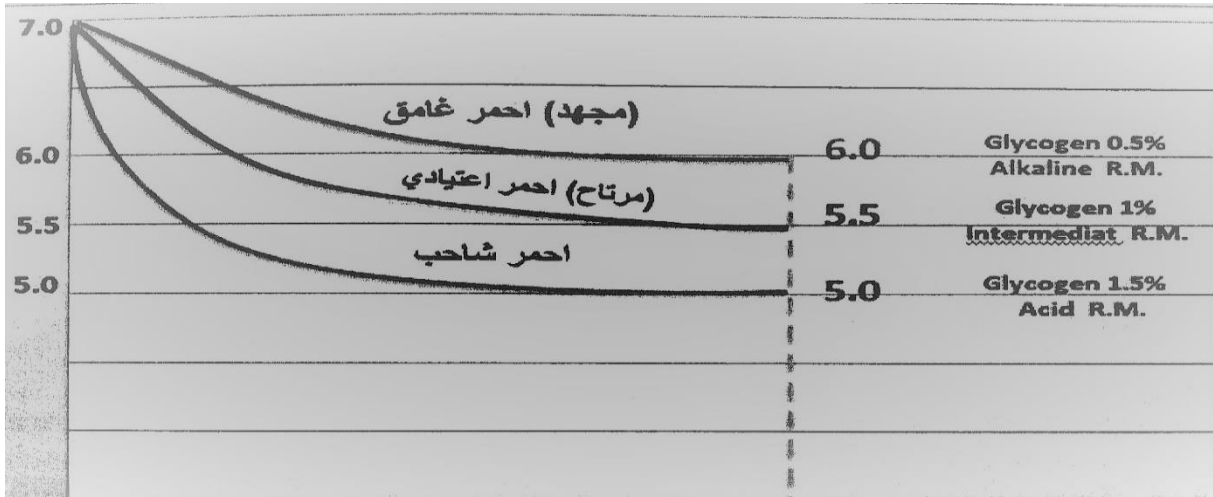 7.0
(مجهد) احمر غامق
6.0
6.0
Glycogen 0.5%
Alkaline R.M.
(مرتاح) احمر اعتيادي
5.5
5.5
Glycogen 1%
Intermediat R.M.
احمر شاحب
5.0
5.0
Glycogen 1.5%
Acid R.M.